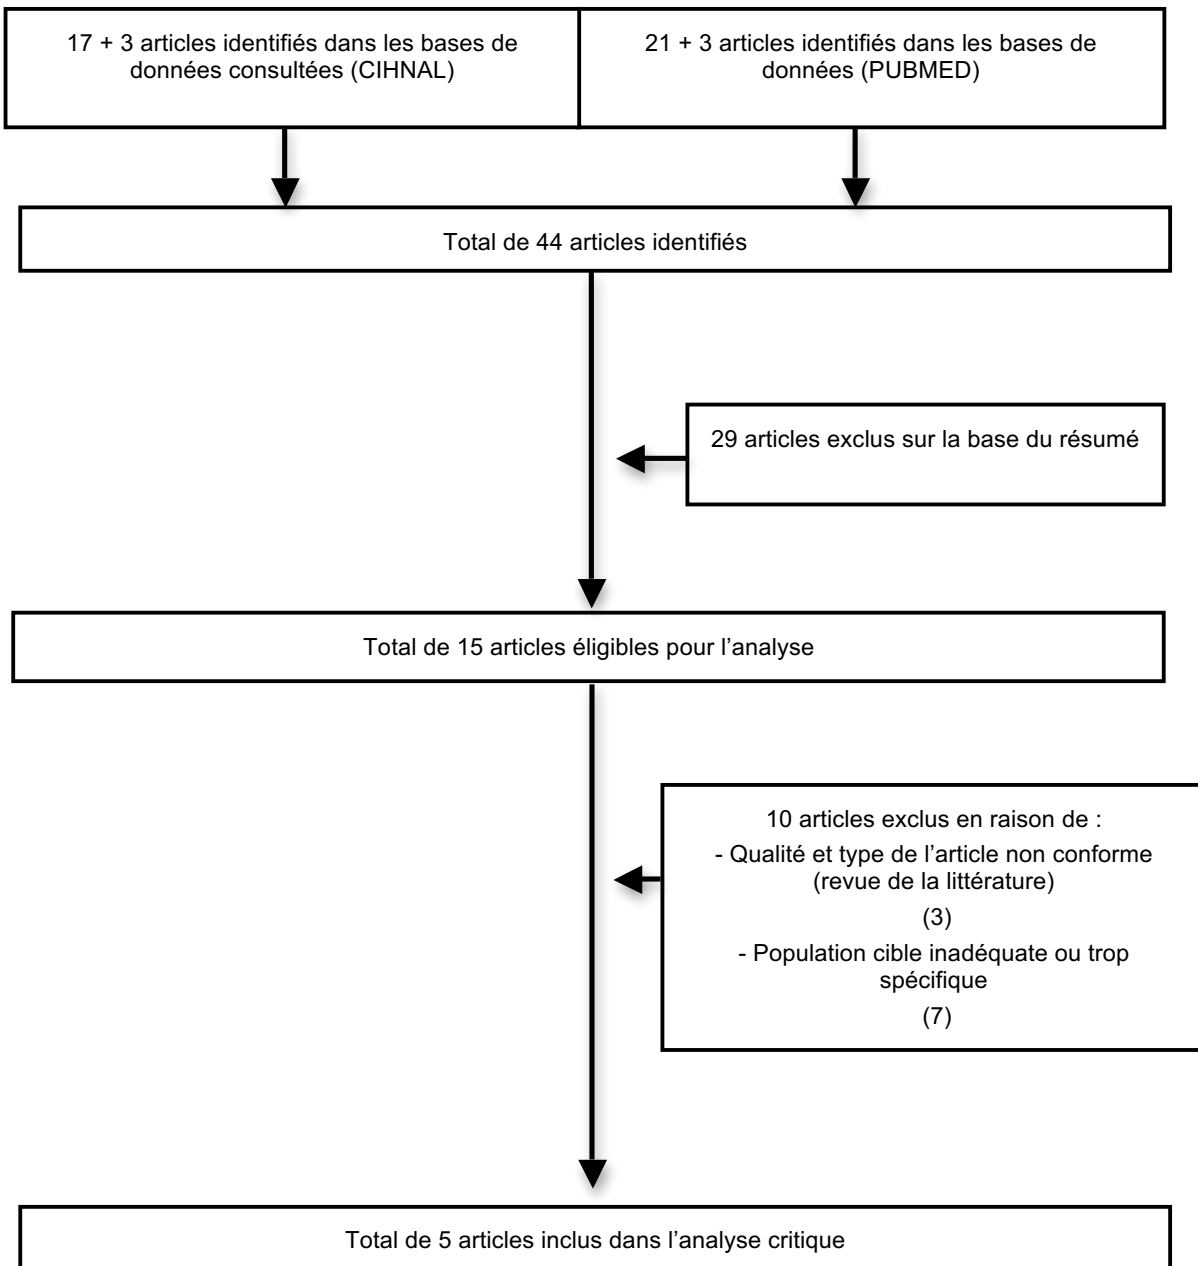 17 + 3 articles identifiés dans les bases de
données consultées (CIHNAL)
21 + 3 articles identifiés dans les bases de
données (PUBMED)
Total de 44 articles identifiés
29 articles exclus sur la base du résumé
Total de 15 articles éligibles pour l’analyse
10 articles exclus en raison de :
- Qualité et type de l’article non conforme
(revue de la littérature)
(3)
- Population cible inadéquate ou trop
spécifique
(7)
Total de 5 articles inclus dans l’analyse critique